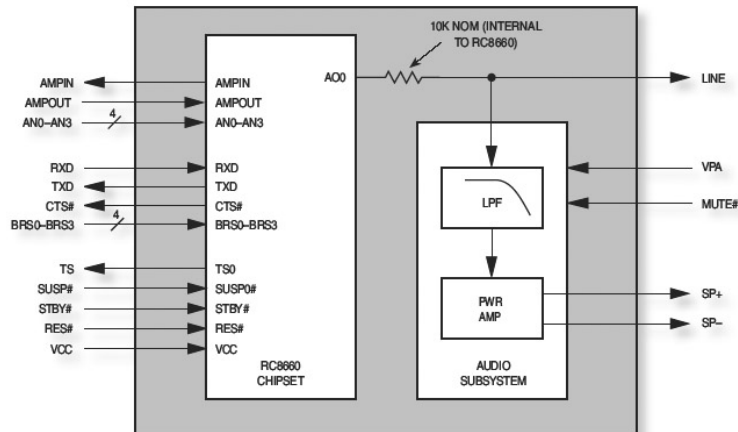 10K NOM (INTERNAL
TO RC8660)
AMPIN
AMPOUT
AN0–AN3
4
RXD
TXD
CTS#
4
BRS0–BRS3
TS
SUSP#
STBY#
RES#
VCC
AMPIN
AMPOUT
AN0–AN3
RXD
TXD
CTS#
BRS0–BRS3
TS0
SUSP0#
STBY#
RES#
VCC
AO0
RC8660
CHIPSET
LPF
PWR
AMP
AUDIO
SUBSYSTEM
LINE
VPA
MUTE#
SP+
SP–